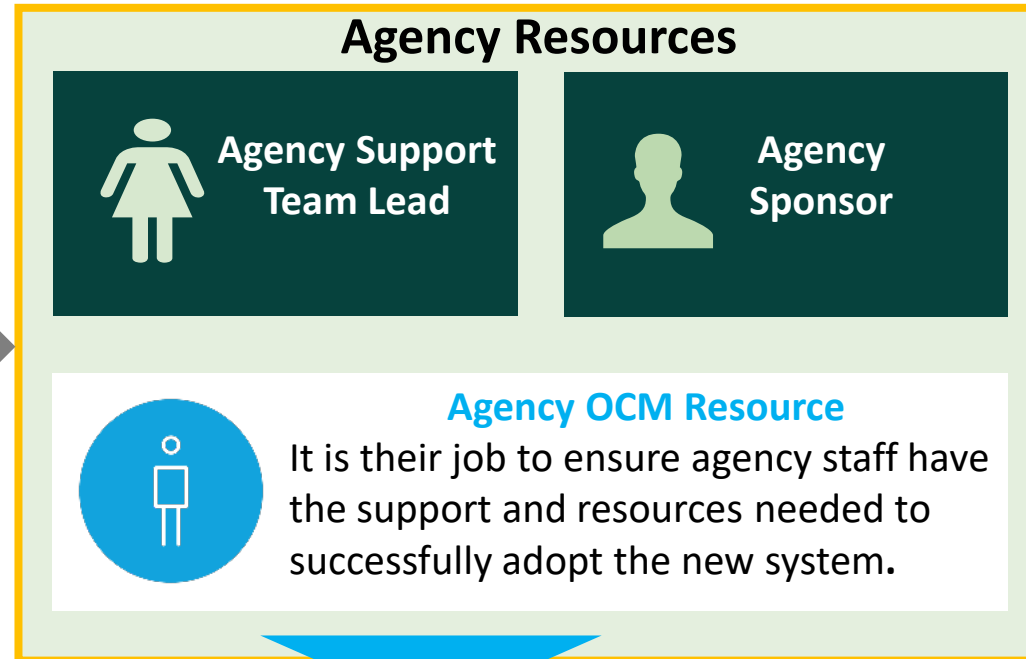 Agency Resources
Agency Support
Team Lead
Agency
Sponsor
Agency OCM Resource
It is their job to ensure agency staff have
the support and resources needed to
successfully adopt the new system.